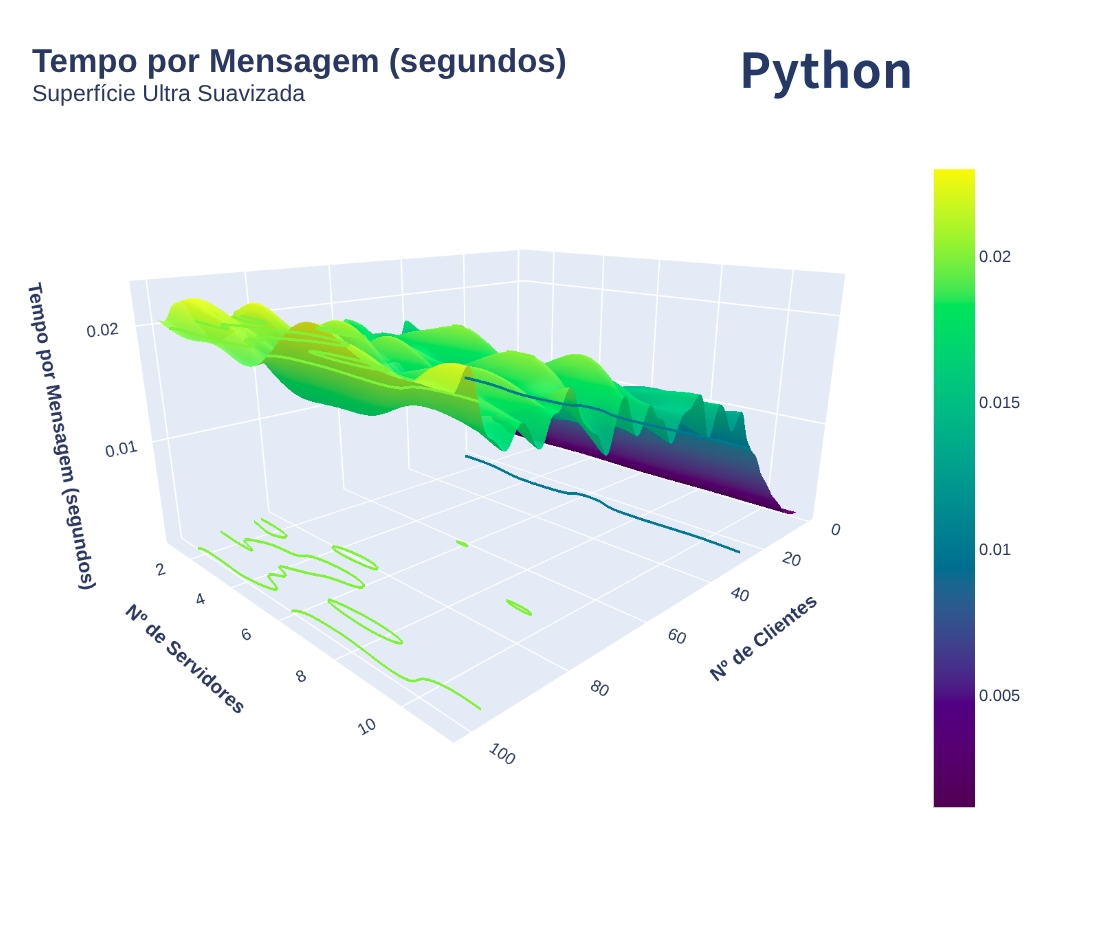 Tempo por Mensagem (segundos)
Superfície Ultra Suavizada
Python
0.02
0.015
0.01
0.005
Tempo por Mensagem (segundos)
0.02
0.01
Nº de Servidores
2
4
6
8
10
Nº de Clientes
0
20
40
60
80
100